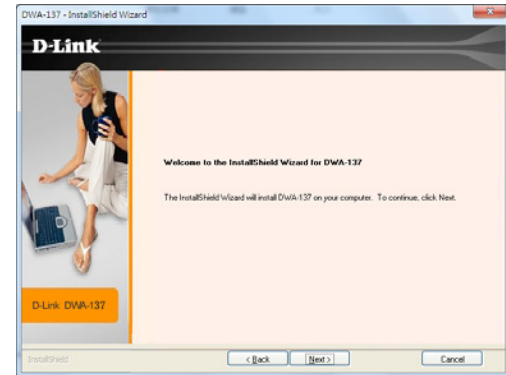 DWA-137 - InstallShield Wizard
D-Link
Welcome to the InstallShield Wizard for DWA-137
The InstallShield Wizard will install DWA-137 on your computer. To continue, click Next.
D-Link DWA-137
InstallShield
< Back Next > Cancel